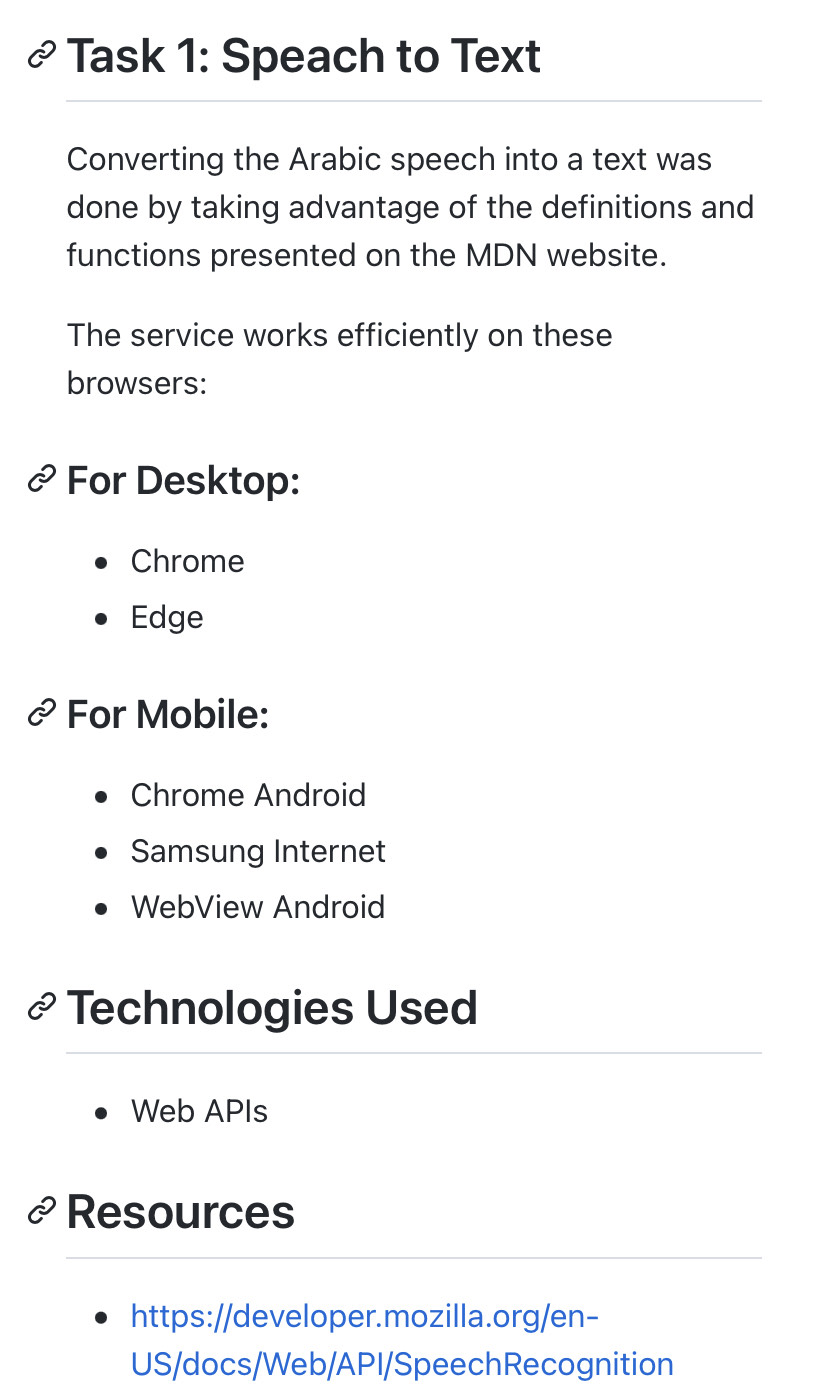 Task 1: Speach to Text
Converting the Arabic speech into a text was
done by taking advantage of the definitions and
functions presented on the MDN website.
The service works efficiently on these
browsers:
For Desktop:
Chrome
Edge
For Mobile:
Chrome Android
Samsung Internet
WebView Android
Technologies Used
Web APIs
Resources
https://developer.mozilla.org/en-
US/docs/Web/API/SpeechRecognition